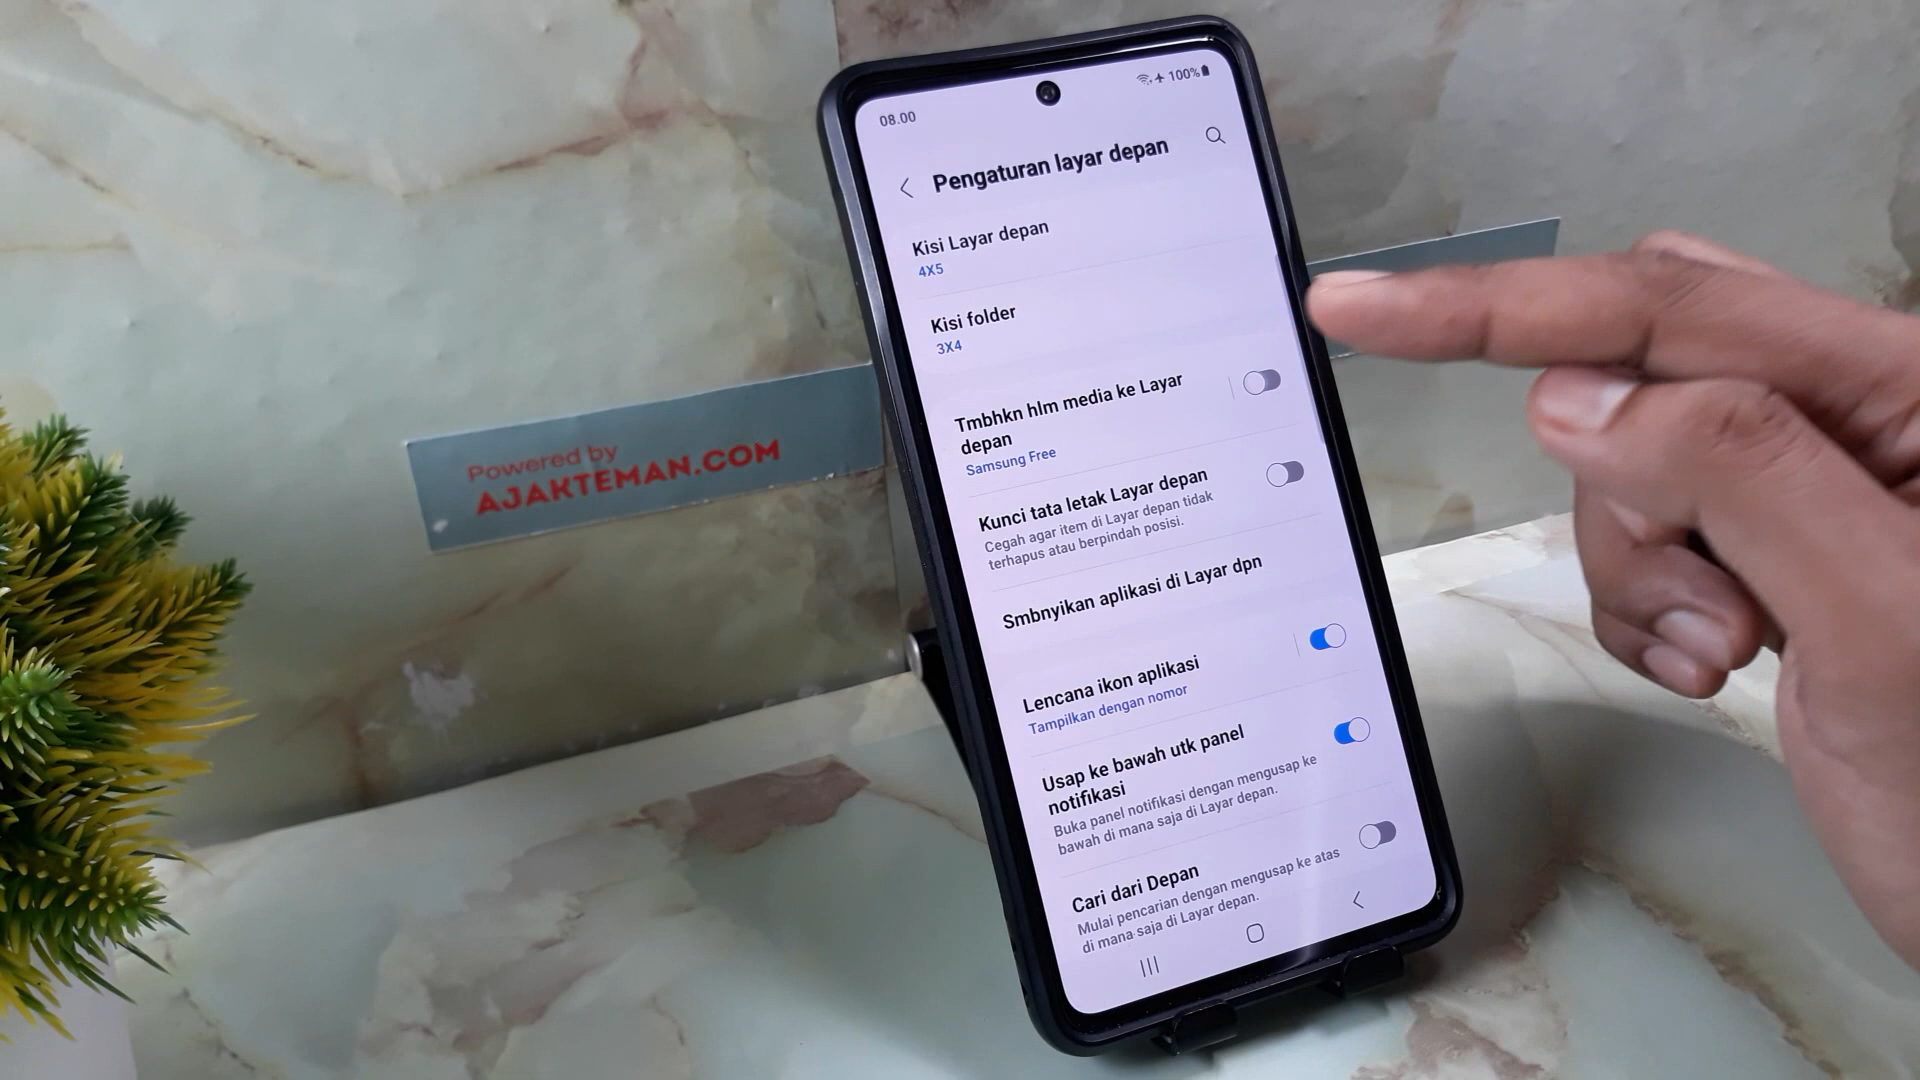 08.00
100%
Pengaturan layar depan
Kisi Layar depan
4X5
Kisi folder
3X4
Tmbhkn hlm media ke Layar
depan
Samsung Free
Kunci tata letak Layar depan
Cegah agar item di Layar depan tidak
terhapus atau berpindah posisi.
Smbnyikan aplikasi di Layar dpn
Lencana ikon aplikasi
Tampilkan dengan nomor
Usap ke bawah utk panel
notifikasi
Buka panel notifikasi dengan mengusap ke
bawah di mana saja di Layar depan.
Cari dari Depan
Mulai pencarian dengan mengusap ke atas
di mana saja di Layar depan.
Powered by
AJAKTEMAN.COM